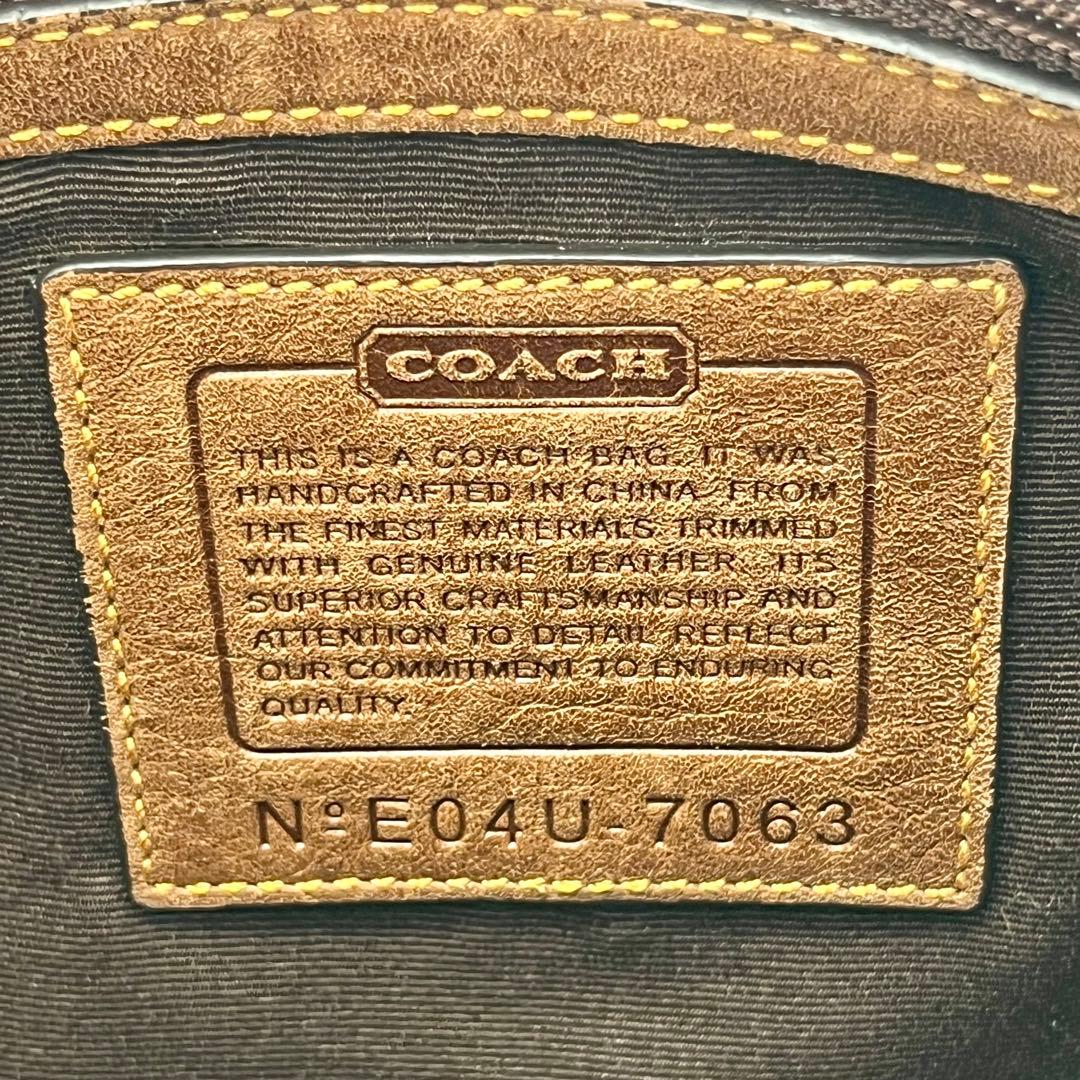 COACH
THIS IS A COACH BAG. IT WAS
HANDCRAFTED IN CHINA FROM
THE FINEST MATERIALS TRIMMED
WITH GENUINE LEATHER. ITS
SUPERIOR CRAFTSMANSHIP AND
ATTENTION TO DETAIL REFLECT
OUR COMMITMENT TO ENDURING
QUALITY.
Nº E04U-7063